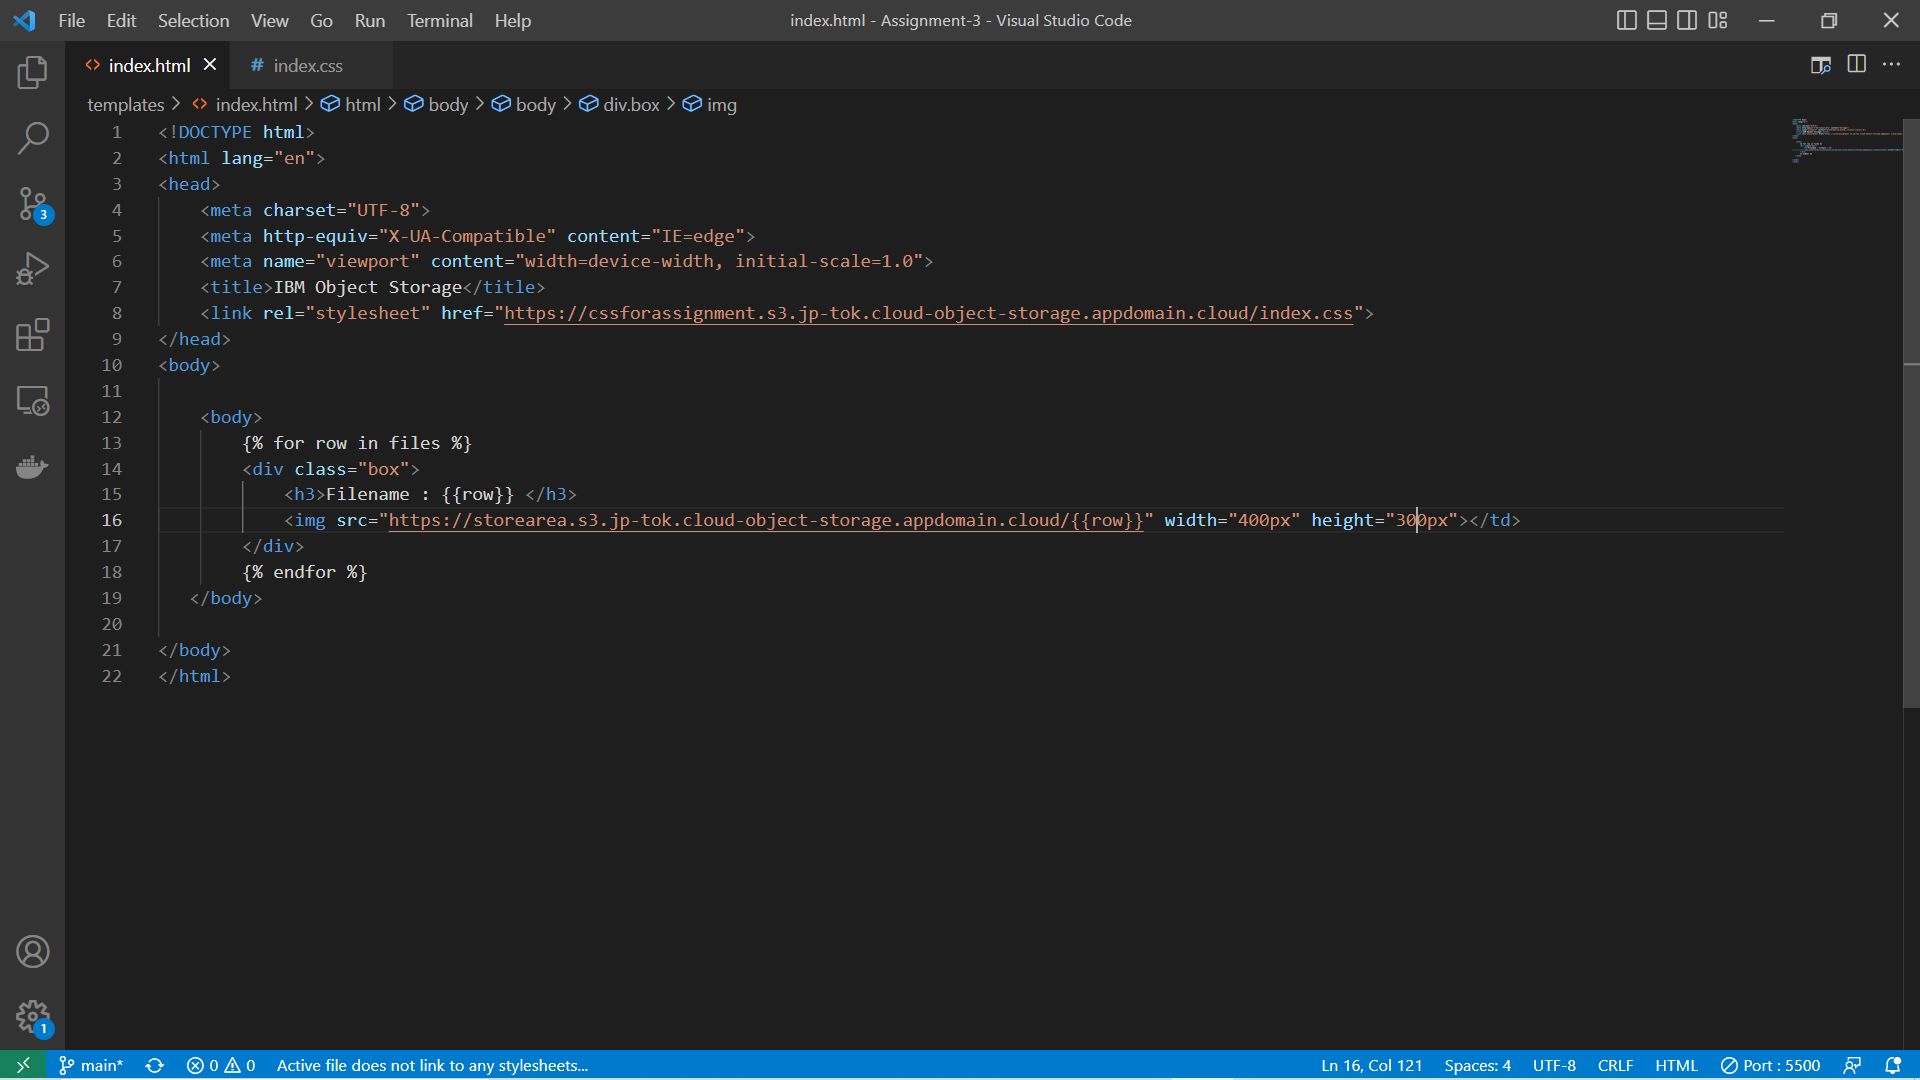 File Edit Selection View Go Run Terminal Help
index.html - Assignment-3 - Visual Studio Code
index.html
# index.css
templates > index.html > html > body > body > div.box > img
1 <!DOCTYPE html>
2 <html lang="en">
3 <head>
4 <meta charset="UTF-8">
5 <meta http-equiv="X-UA-Compatible" content="IE=edge">
6 <meta name="viewport" content="width=device-width, initial-scale=1.0">
7 <title>IBM Object Storage</title>
8 <link rel="stylesheet" href="https://cssforassignment.s3.jp-tok.cloud-object-storage.appdomain.cloud/index.css">
9 </head>
10 <body>
11
12 <body>
13 {% for row in files %}
14 <div class="box">
15 <h3>Filename : {{row}} </h3>
16 <img src="https://storearea.s3.jp-tok.cloud-object-storage.appdomain.cloud/{{row}}" width="400px" height="300px"></td>
17 </div>
18 {% endfor %}
19 </body>
20
21 </body>
22 </html>
3
1
main* 0 0 Active file does not link to any stylesheets... Ln 16, Col 121 Spaces: 4 UTF-8 CRLF HTML Port : 5500